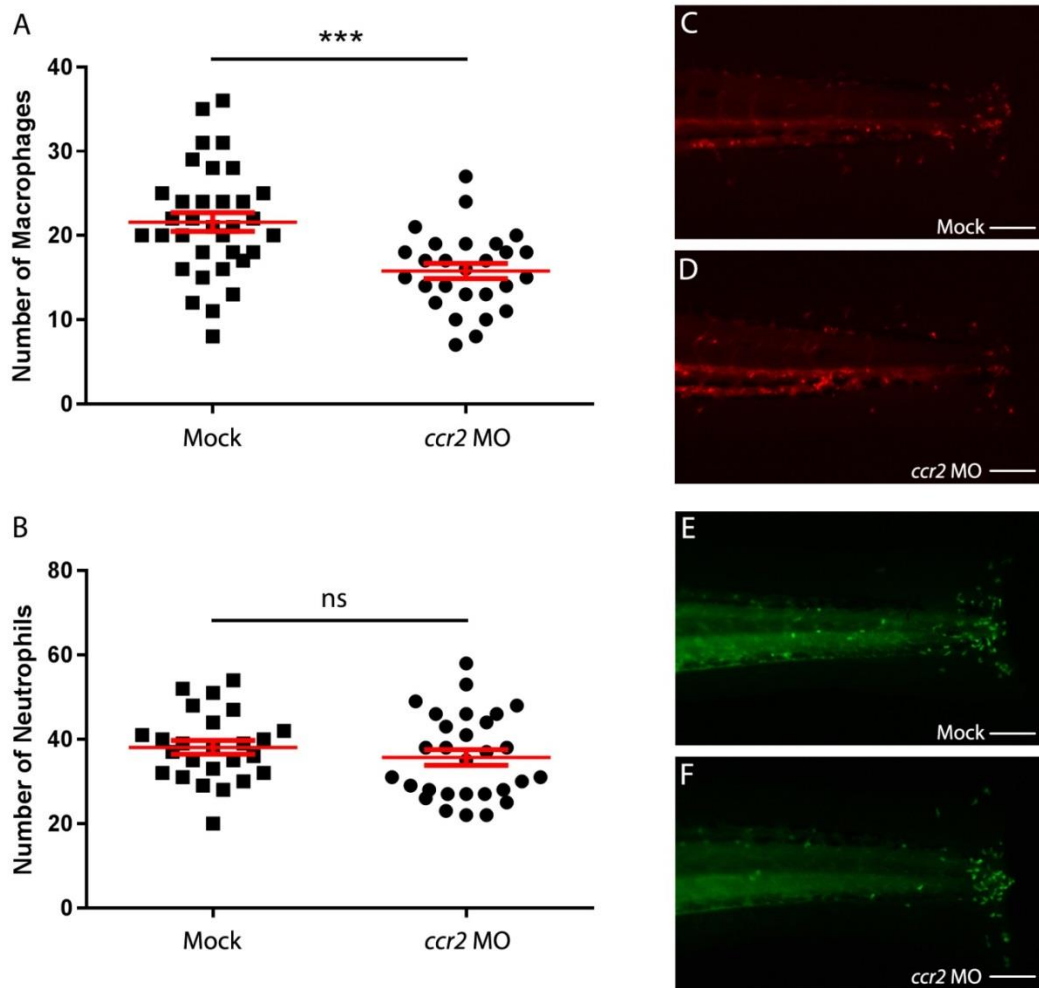 A
***
Number of Macrophages
40
30
20
10
0
Mock
ccr2 MO
B
ns
Number of Neutrophils
80
60
40
20
0
Mock
ccr2 MO
C
Mock
D
ccr2 MO
E
Mock
F
ccr2 MO